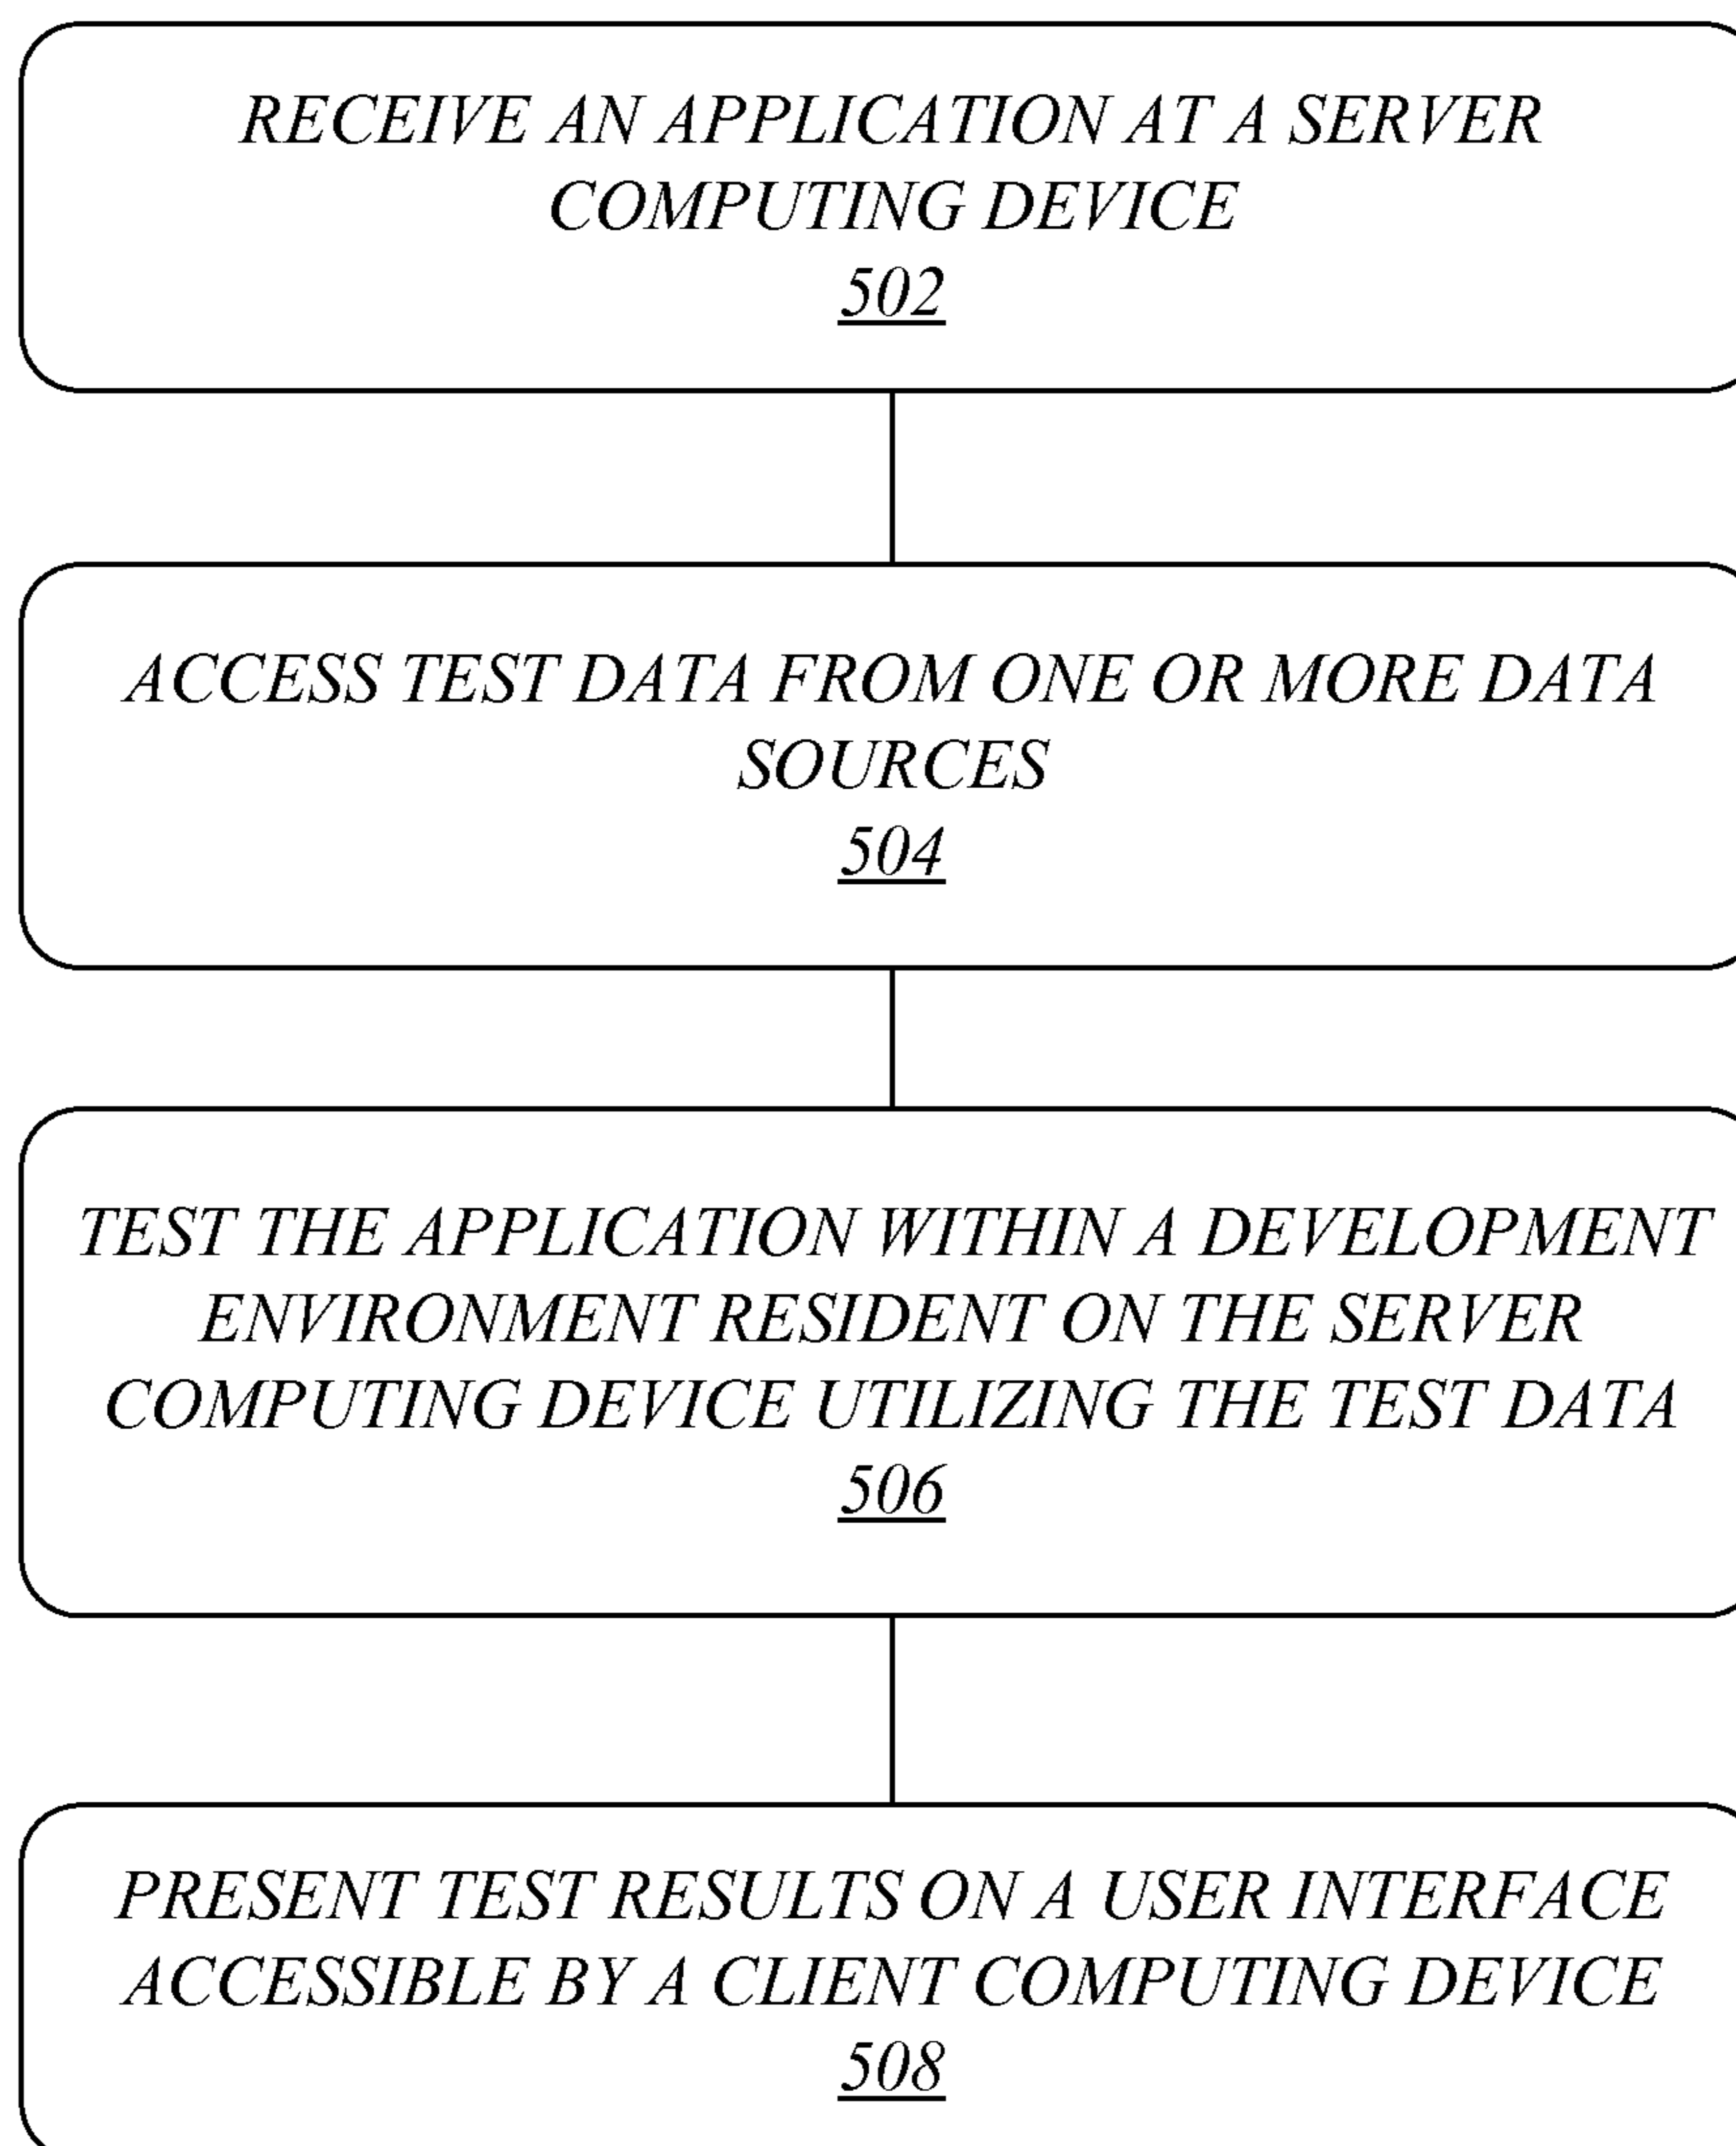 RECEIVE AN APPLICATION AT A SERVER
COMPUTING DEVICE
502
ACCESS TEST DATA FROM ONE OR MORE DATA
SOURCES
504
TEST THE APPLICATION WITHIN A DEVELOPMENT
ENVIRONMENT RESIDENT ON THE SERVER
COMPUTING DEVICE UTILIZING THE TEST DATA
506
PRESENT TEST RESULTS ON A USER INTERFACE
ACCESSIBLE BY A CLIENT COMPUTING DEVICE
508